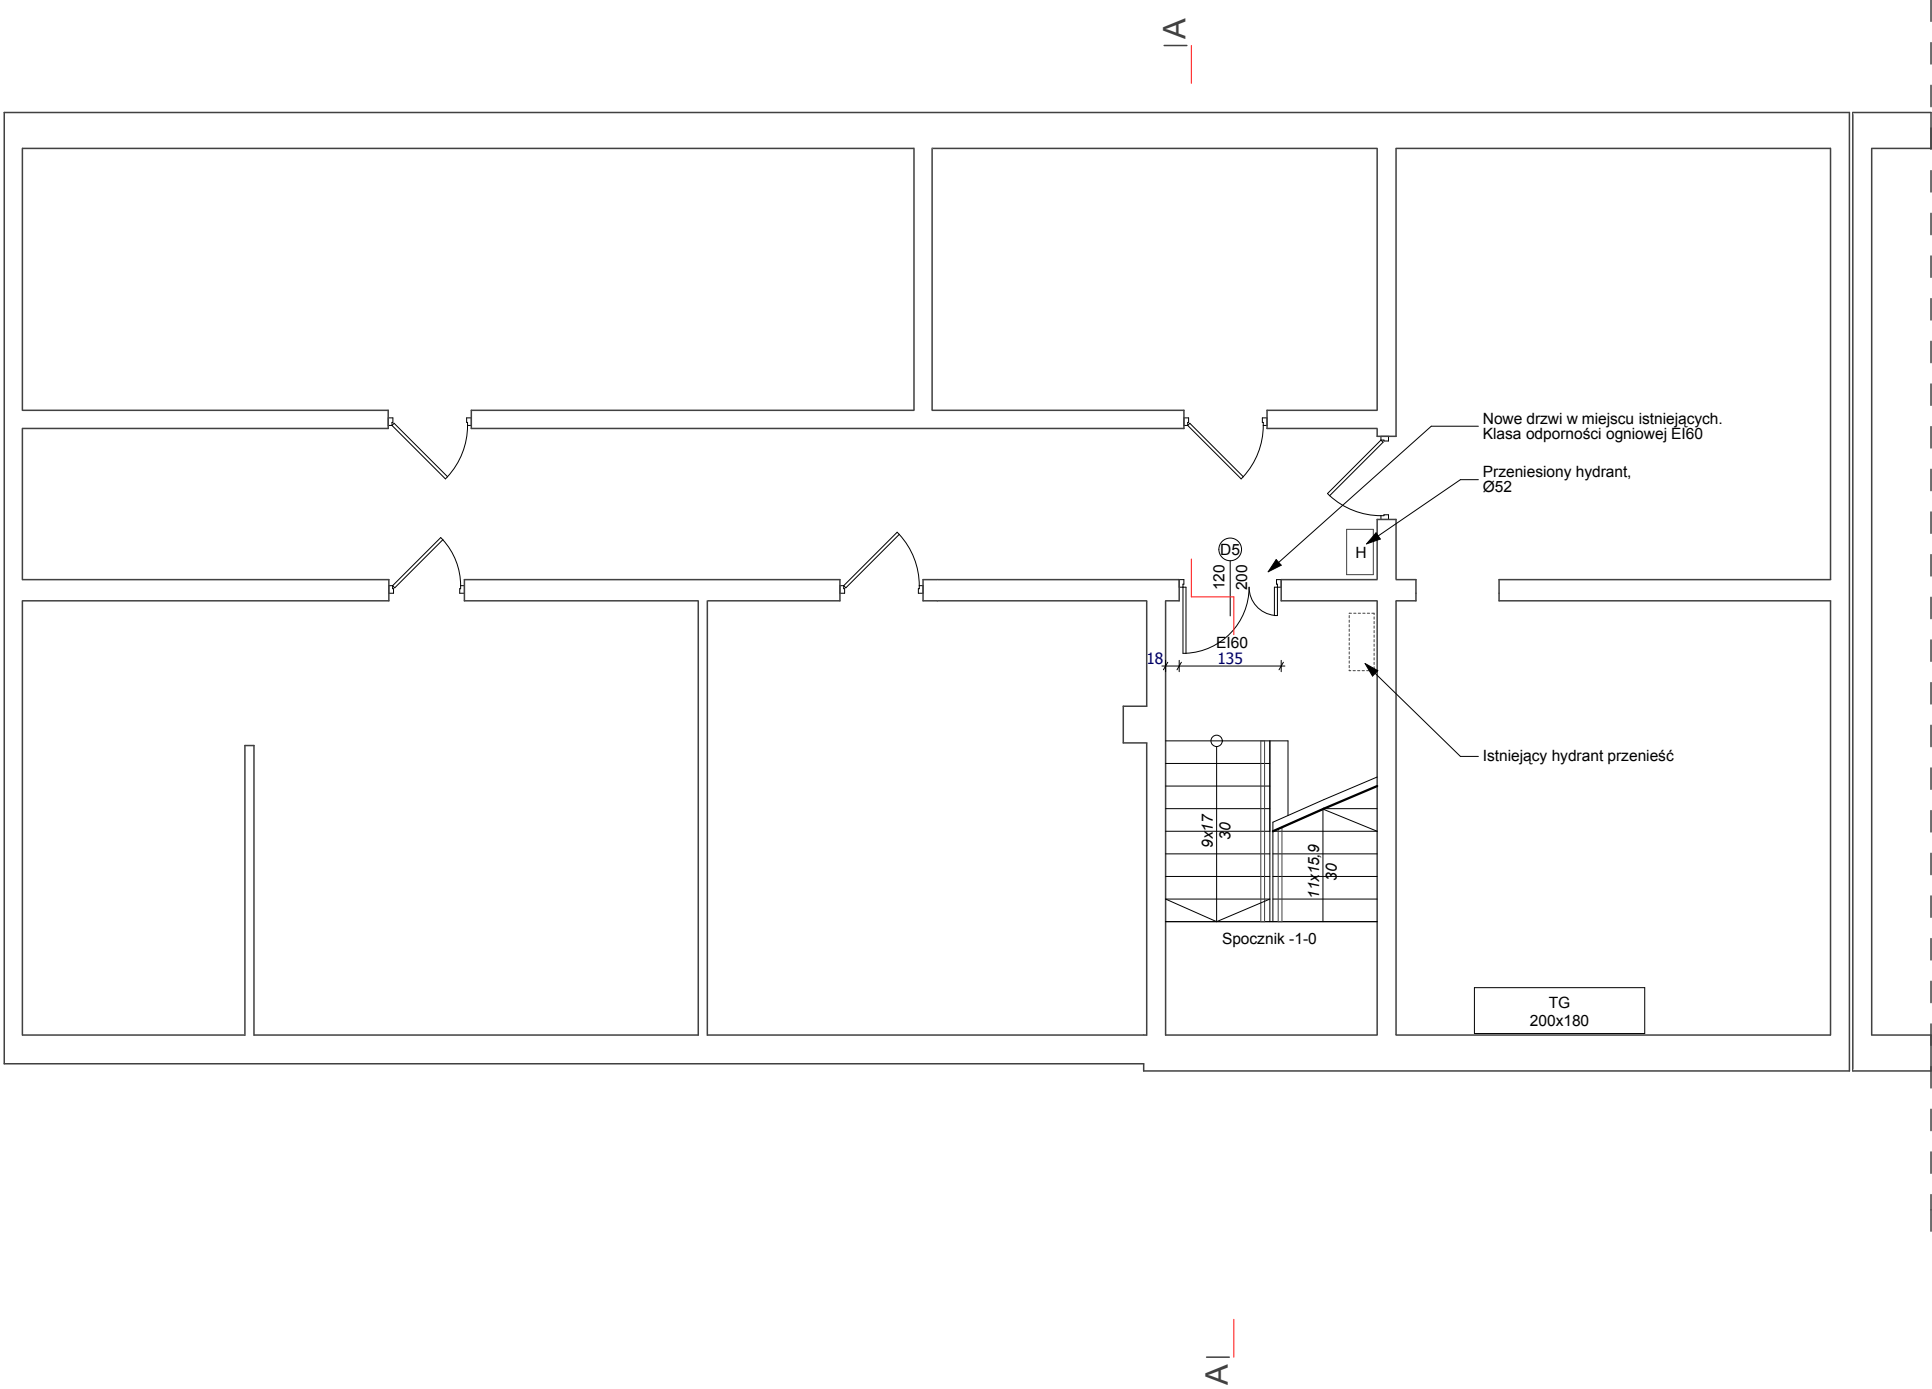 A
Nowe drzwi w miejscu istniejących.
Klasa odporności ogniowej EI60
Przeniesiony hydrant,
Ø52
H
D5
120
200
EI60
18
135
Istniejący hydrant przenieść
9x17
30
11x15,9
30
Spocznik -1-0
TG
200x180
A